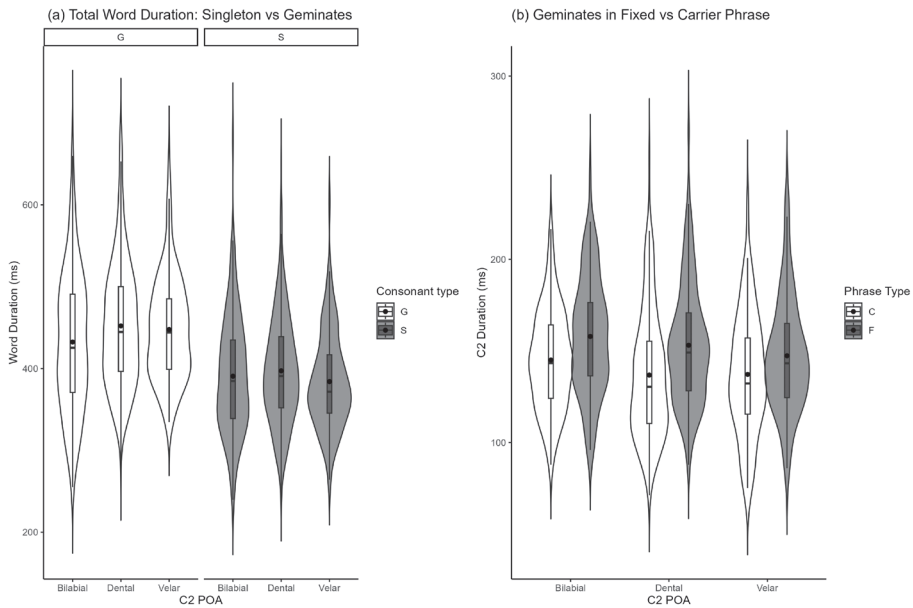 (a) Total Word Duration: Singleton vs Geminates
G
S
Word Duration (ms)
600
400
200
Bilabial
Dental
Velar
Bilabial
Dental
Velar
C2 POA
Consonant type
G
S
(b) Geminates in Fixed vs Carrier Phrase
C2 Duration (ms)
300
200
100
Bilabial
Dental
Velar
C2 POA
Phrase Type
C
F